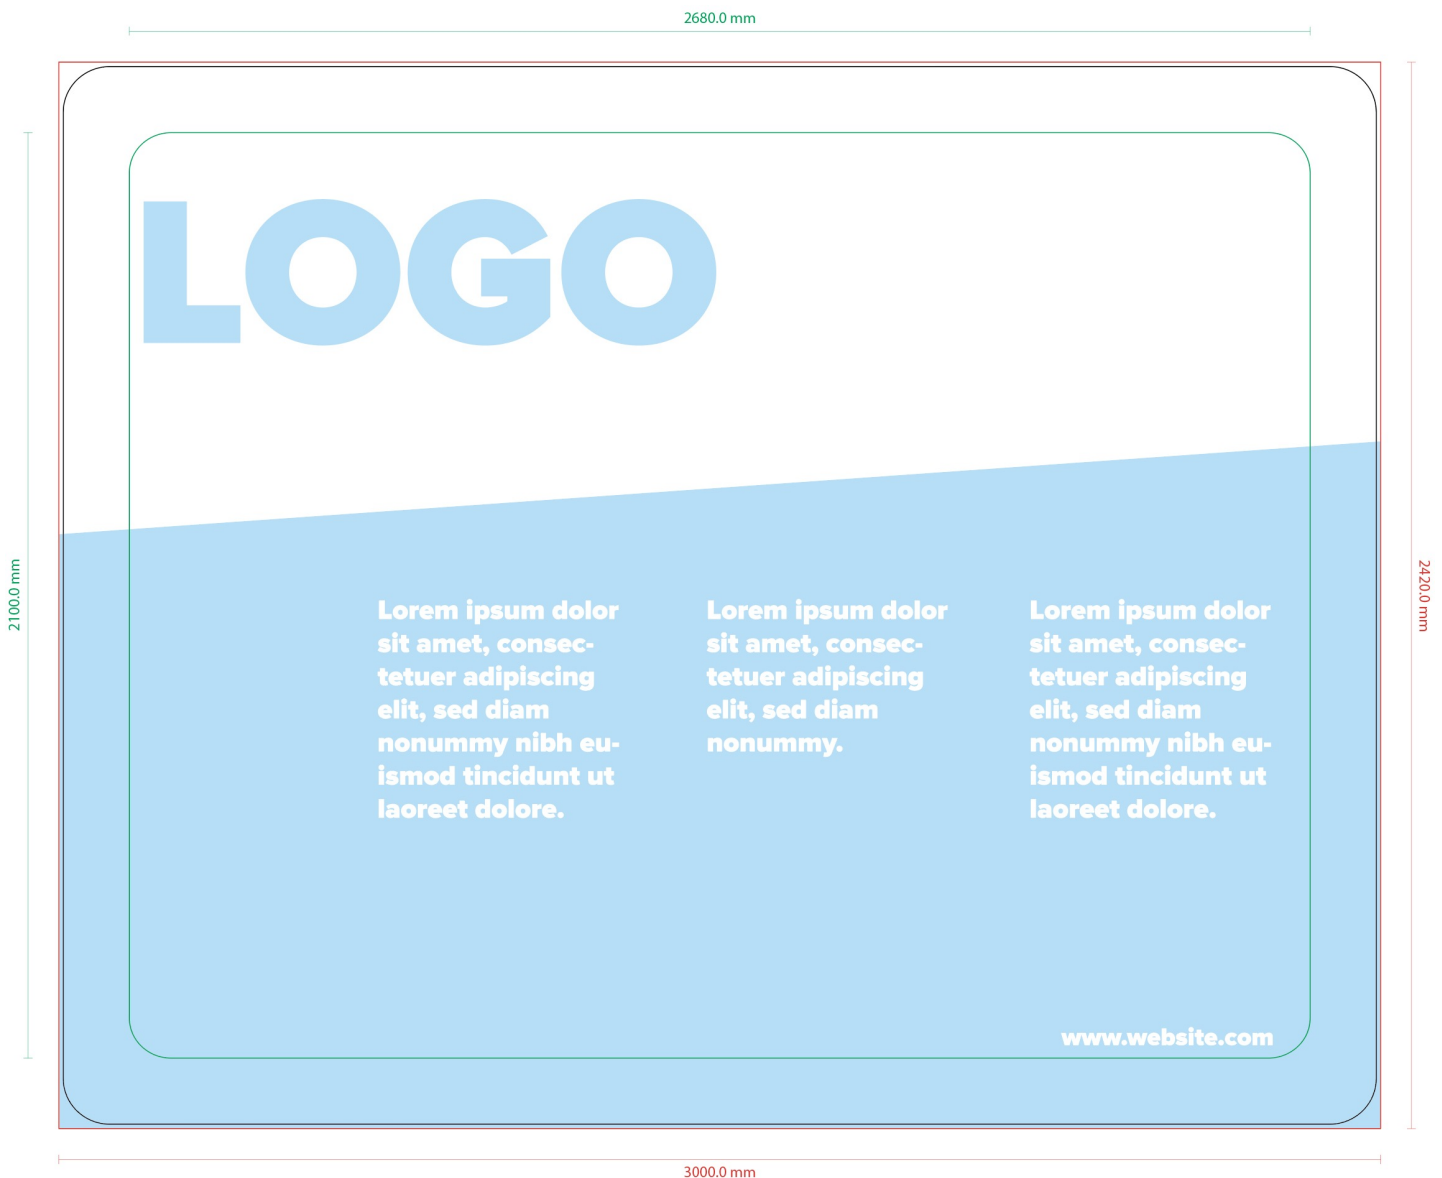 2680.0 mm
2100.0 mm
2420.0 mm
LOGO
Lorem ipsum dolor
sit amet, consec-
tetuer adipiscing
elit, sed diam
nonummy nibh eu-
ismod tincidunt ut
laoreet dolore.
Lorem ipsum dolor
sit amet, consec-
tetuer adipiscing
elit, sed diam
nonummy.
Lorem ipsum dolor
sit amet, consec-
tetuer adipiscing
elit, sed diam
nonummy nibh eu-
ismod tincidunt ut
laoreet dolore.
www.website.com
3000.0 mm